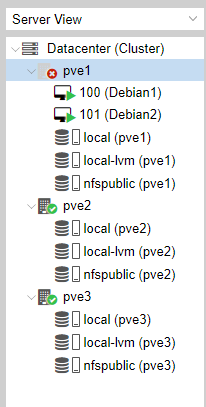 Server View
Datacenter (Cluster)
pve1
100 (Debian1)
101 (Debian2)
local (pve1)
local-lvm (pve1)
nfspublic (pve1)
pve2
local (pve2)
local-lvm (pve2)
nfspublic (pve2)
pve3
local (pve3)
local-lvm (pve3)
nfspublic (pve3)